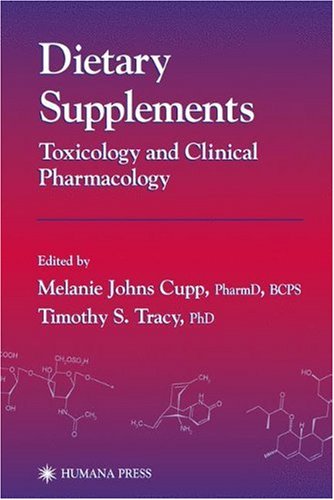 Dietary
Supplements
Toxicology and Clinical
Pharmacology
Edited by
Melanie Johns Cupp, PharmD, BCPS
Timothy S. Tracy, PhD
HUMANA PRESS